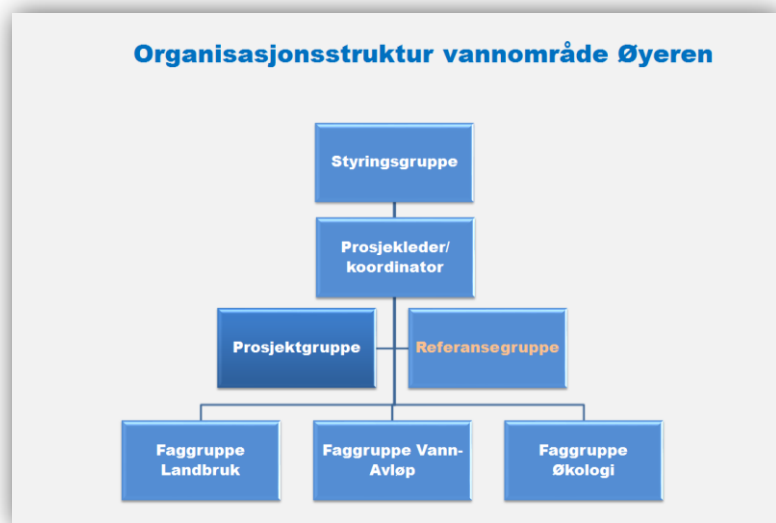 Organisasjonsstruktur vannområde Øyeren
Styringsgruppe
Prosjekleder/
koordinator
Prosjektgruppe
Referansegruppe
Faggruppe
Landbruk
Faggruppe Vann-
Avløp
Faggruppe
Økologi